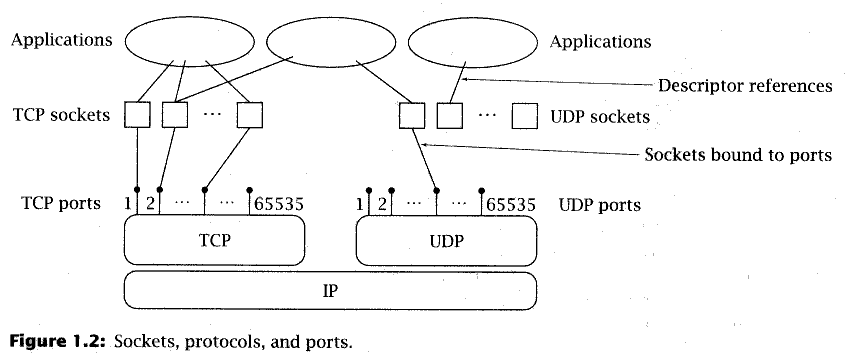 Applications
Applications
Descriptor references
TCP sockets
...
...
UDP sockets
Sockets bound to ports
TCP ports
1 2 ... ... 65535
1 2 ... ... 65535
UDP ports
TCP
UDP
IP
Figure 1.2: Sockets, protocols, and ports.